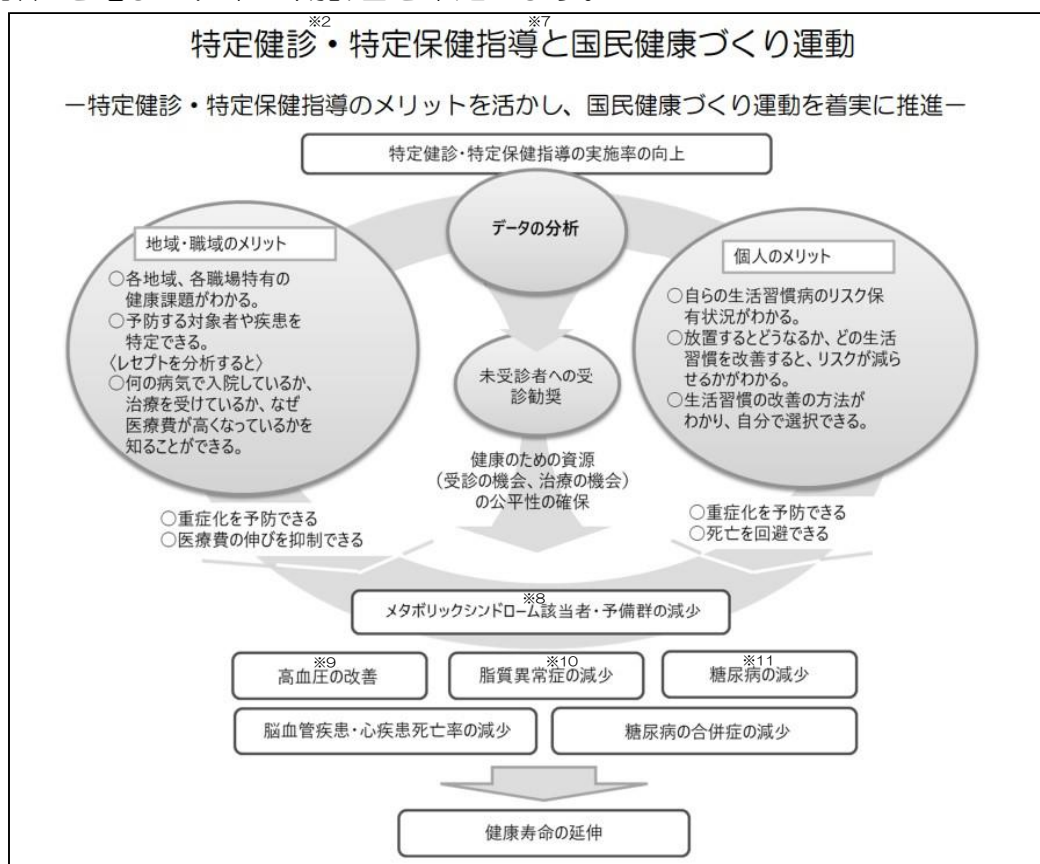 ※2 ※7
特定健診・特定保健指導と国民健康づくり運動
－特定健診・特定保健指導のメリットを活かし、国民健康づくり運動を着実に推進－
特定健診・特定保健指導の実施率の向上
データの分析
地域・職域のメリット
○各地域、各職場特有の
健康課題がわかる。
○予防する対象者や疾患を
特定できる。
〈レセプトを分析すると〉
○何の病気で入院しているか、
治療を受けているか、なぜ
医療費が高くなっているかを
知ることができる。
個人のメリット
○自らの生活習慣病のリスク保
有状況がわかる。
○放置するとどうなるか、どの生活
習慣を改善すると、リスクが減ら
せるかがわかる。
○生活習慣の改善の方法が
わかり、自分で選択できる。
未受診者への受
診勧奨
健康のための資源
(受診の機会、治療の機会)
の公平性の確保
○重症化を予防できる
○医療費の伸びを抑制できる
○重症化を予防できる
○死亡を回避できる
※8
メタボリックシンドローム該当者・予備群の減少
※9
高血圧の改善
※10
脂質異常症の減少
※11
糖尿病の減少
脳血管疾患・心疾患死亡率の減少
糖尿病の合併症の減少
健康寿命の延伸